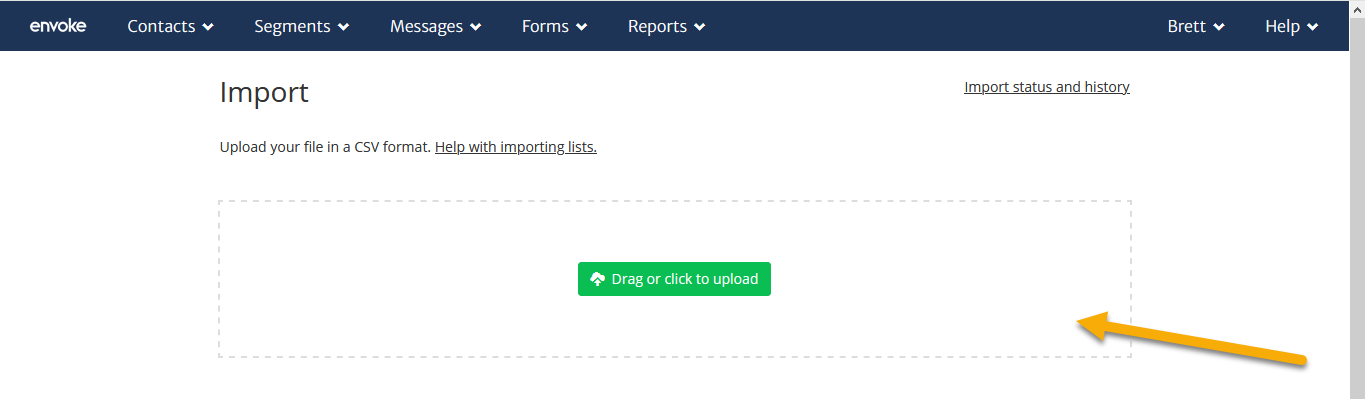 envoke Contacts Segments Messages Forms Reports Brett Help
Import
Import status and history
Upload your file in a CSV format. Help with importing lists.
Drag or click to upload